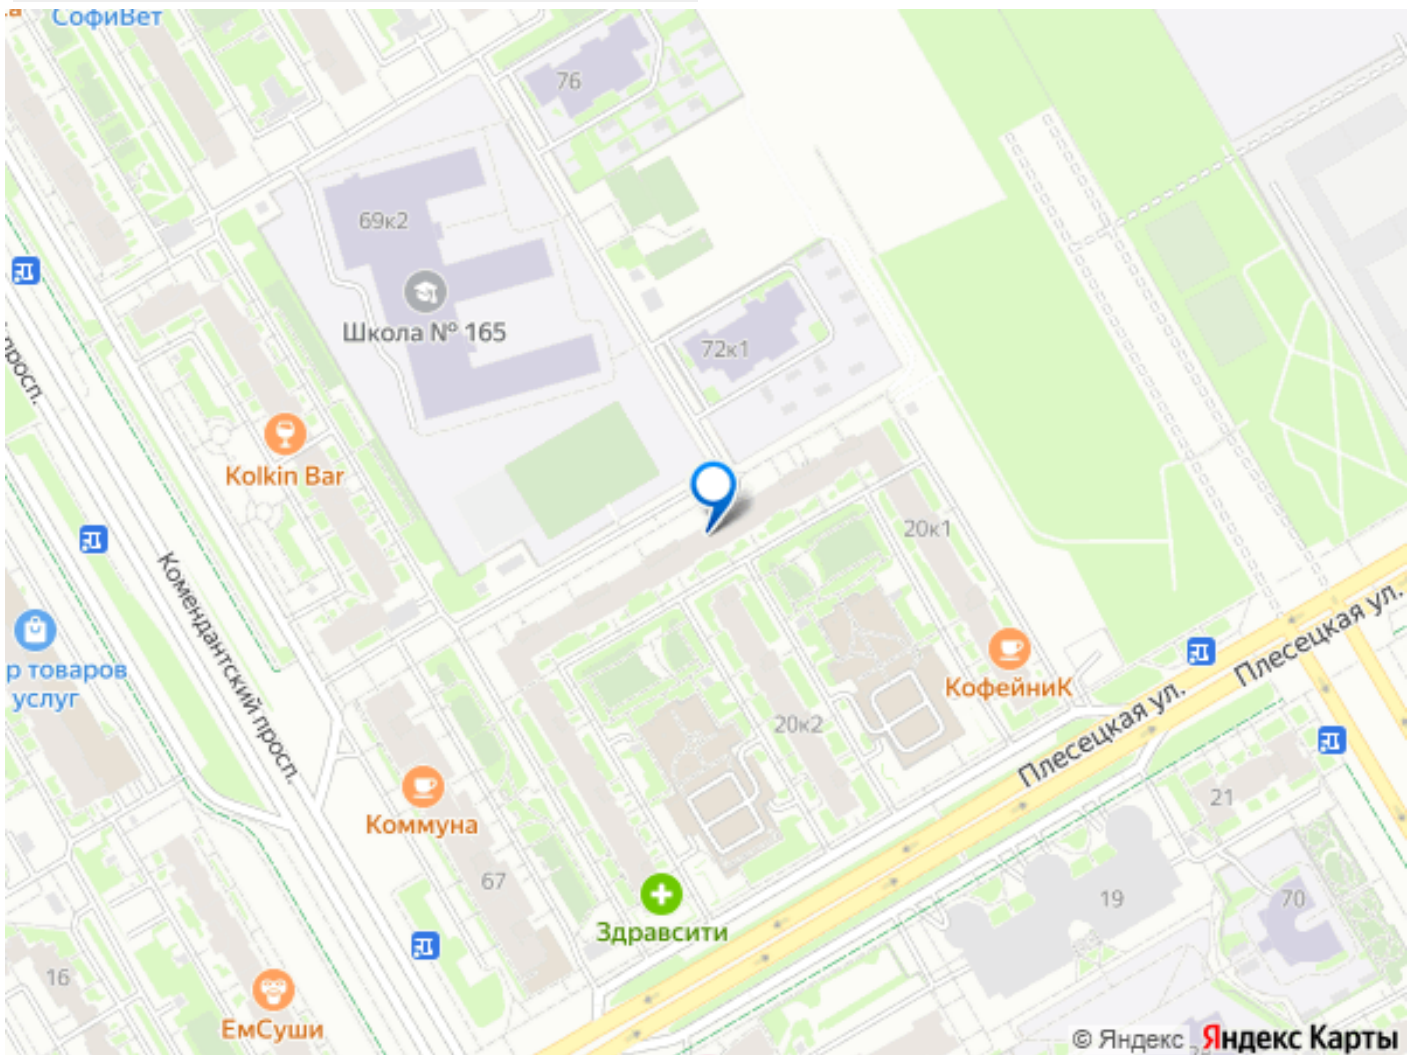 СофиВет
76
69к2
Школа № 165
72к1
просп.
Kolkin Bar
20к1
Комендантский просп.
р товаров
услуг
КофейниК
Плесецкая ул.
Плесецкая ул.
20к2
Коммуна
21
67
19
70
Здравсити
16
ЕмСуши
© Яндекс Яндекс Карты